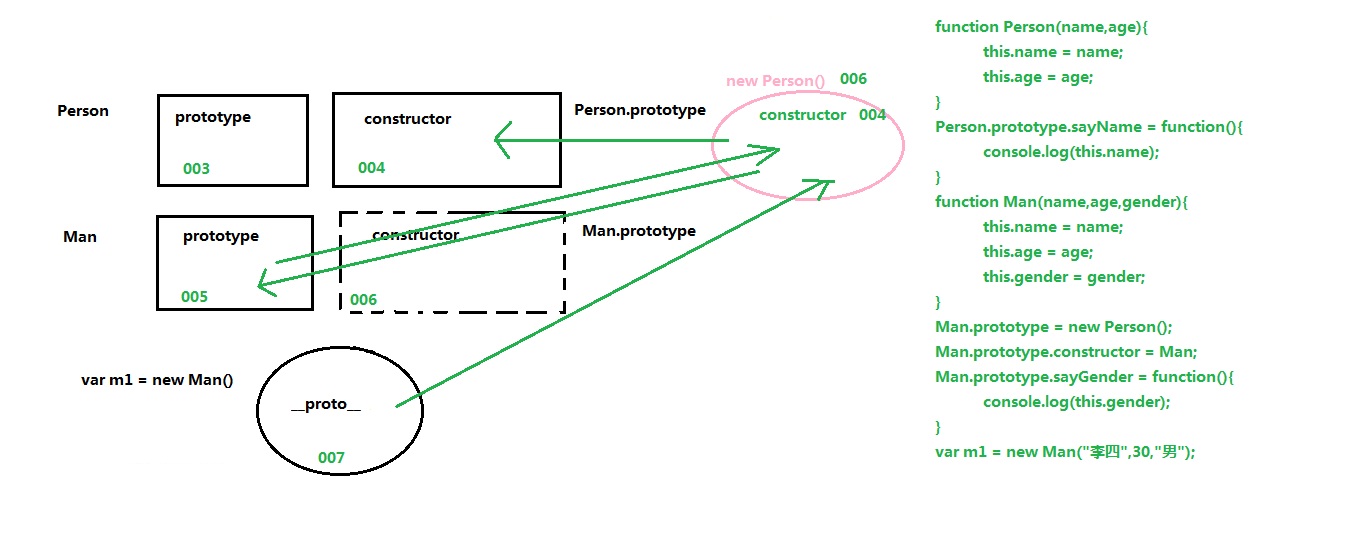 Person
prototype
003
constructor
004
Person.prototype
new Person() 006
constructor 004
Man
prototype
005
constructor
006
Man.prototype
var m1 = new Man()
__proto__
007
function Person(name,age){
this.name = name;
this.age = age;
}
Person.prototype.sayName = function(){
console.log(this.name);
}
function Man(name,age,gender){
this.name = name;
this.age = age;
this.gender = gender;
}
Man.prototype = new Person();
Man.prototype.constructor = Man;
Man.prototype.sayGender = function(){
console.log(this.gender);
}
var m1 = new Man("李四",30,"男");